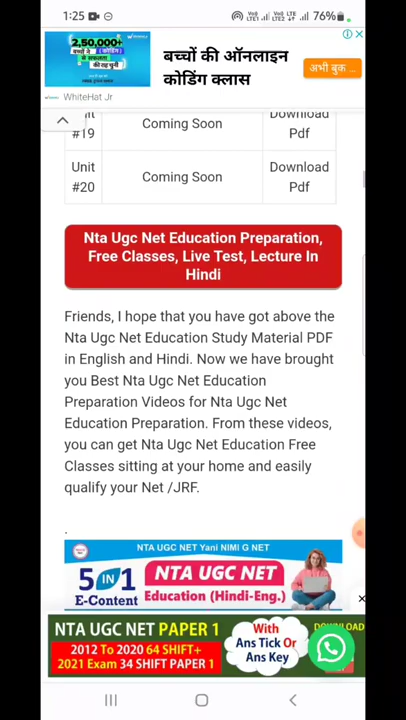 1:25
76%
2,50,000+
बच्चों की ऑनलाइन
कोडिंग क्लास
अभी बुक ...
WhiteHat Jr
#19
Coming Soon
Download
Pdf
Unit
#20
Coming Soon
Download
Pdf
Nta Ugc Net Education Preparation,
Free Classes, Live Test, Lecture In
Hindi
Friends, I hope that you have got above the
Nta Ugc Net Education Study Material PDF
in English and Hindi. Now we have brought
you Best Nta Ugc Net Education
Preparation Videos for Nta Ugc Net
Education Preparation. From these videos,
you can get Nta Ugc Net Education Free
Classes sitting at your home and easily
qualify your Net /JRF.
.
NTA UGC NET Yani NIMI G NET
5 IN 1
E-Content
NTA UGC NET
Education (Hindi-Eng.)
NTA UGC NET PAPER 1
2012 To 2020 64 SHIFT+
2021 Exam 34 SHIFT PAPER 1
With
Ans Tick Or
Ans Key
DOWNLOAD